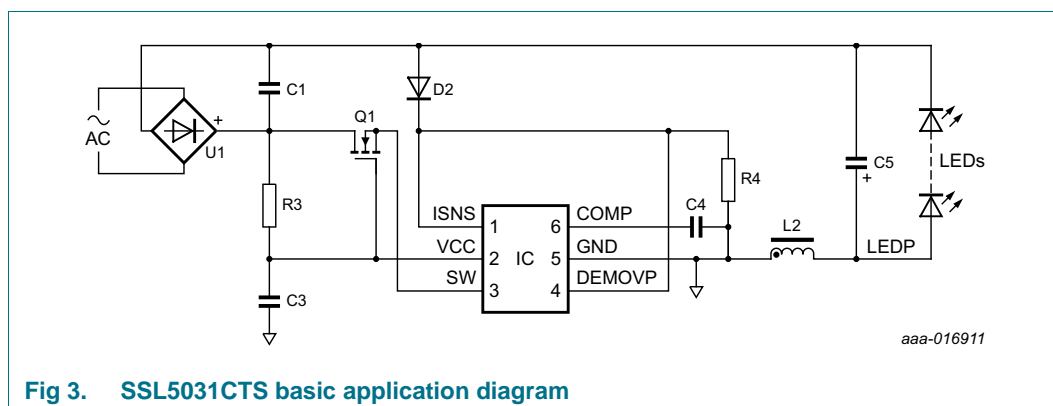 C1
D2
Q1
+
AC
U1
C5
+
LEDs
R3
R4
C4
ISNS
COMP
L2
1
6
VCC
GND
LEDP
2
IC
5
SW
DEMOVP
3
4
C3
aaa-016911
Fig 3. SSL5031CTS basic application diagram